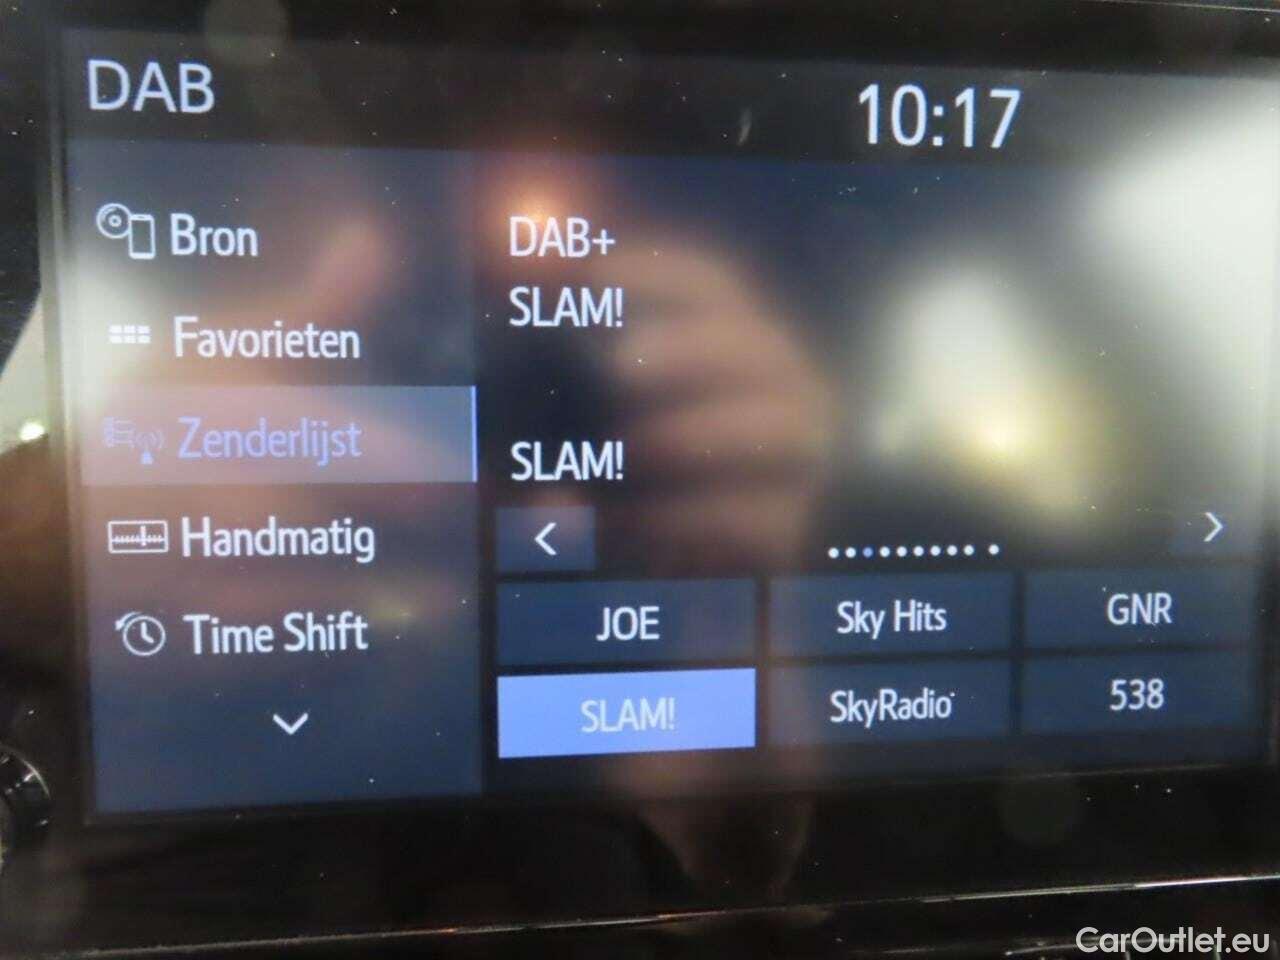 DAB
10:17
Bron
Favorieten
Zenderlijst
Handmatig
Time Shift
DAB+
SLAM!
SLAM!
JOE
Sky Hits
GNR
SLAM!
SkyRadio
538
CarOutlet.eu